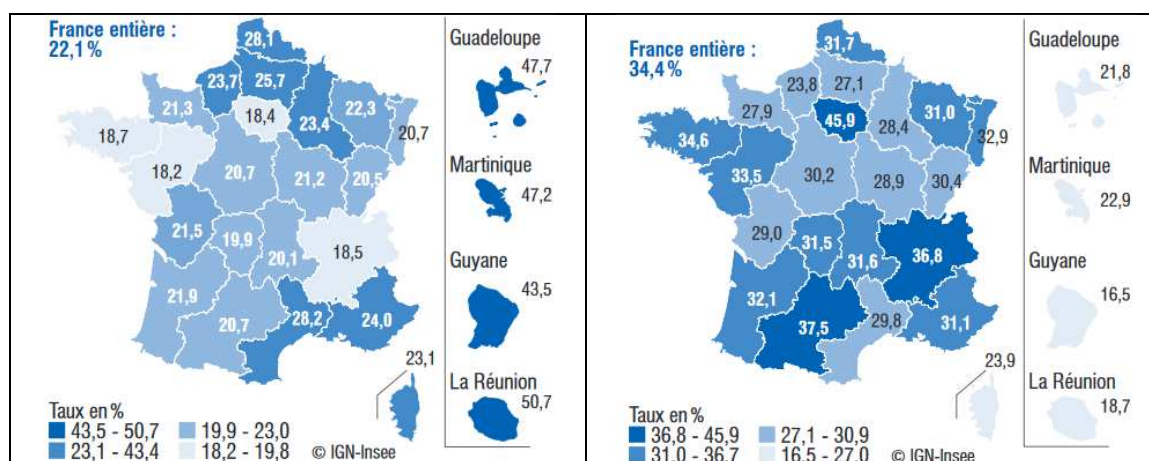 France entière :
22,1 %
28,1
23,7
25,7
21,3
18,4
22,3
20,7
18,7
23,4
18,2
20,7
21,2
20,5
21,5
19,9
20,1
18,5
21,9
20,7
28,2
24,0
23,1
Guadeloupe
47,7
Martinique
47,2
Guyane
43,5
La Réunion
50,7
Taux en %
43,5 - 50,7
19,9 - 23,0
23,1 - 43,4
18,2 - 19,8
© IGN-Insee
France entière :
34,4 %
31,7
23,8
27,1
27,9
45,9
31,0
32,9
34,6
28,4
33,5
30,2
28,9
30,4
29,0
31,5
31,6
36,8
32,1
37,5
29,8
31,1
23,9
Guadeloupe
21,8
Martinique
22,9
Guyane
16,5
La Réunion
18,7
Taux en %
36,8 - 45,9
27,1 - 30,9
31,0 - 36,7
16,5 - 27,0
© IGN-Insee